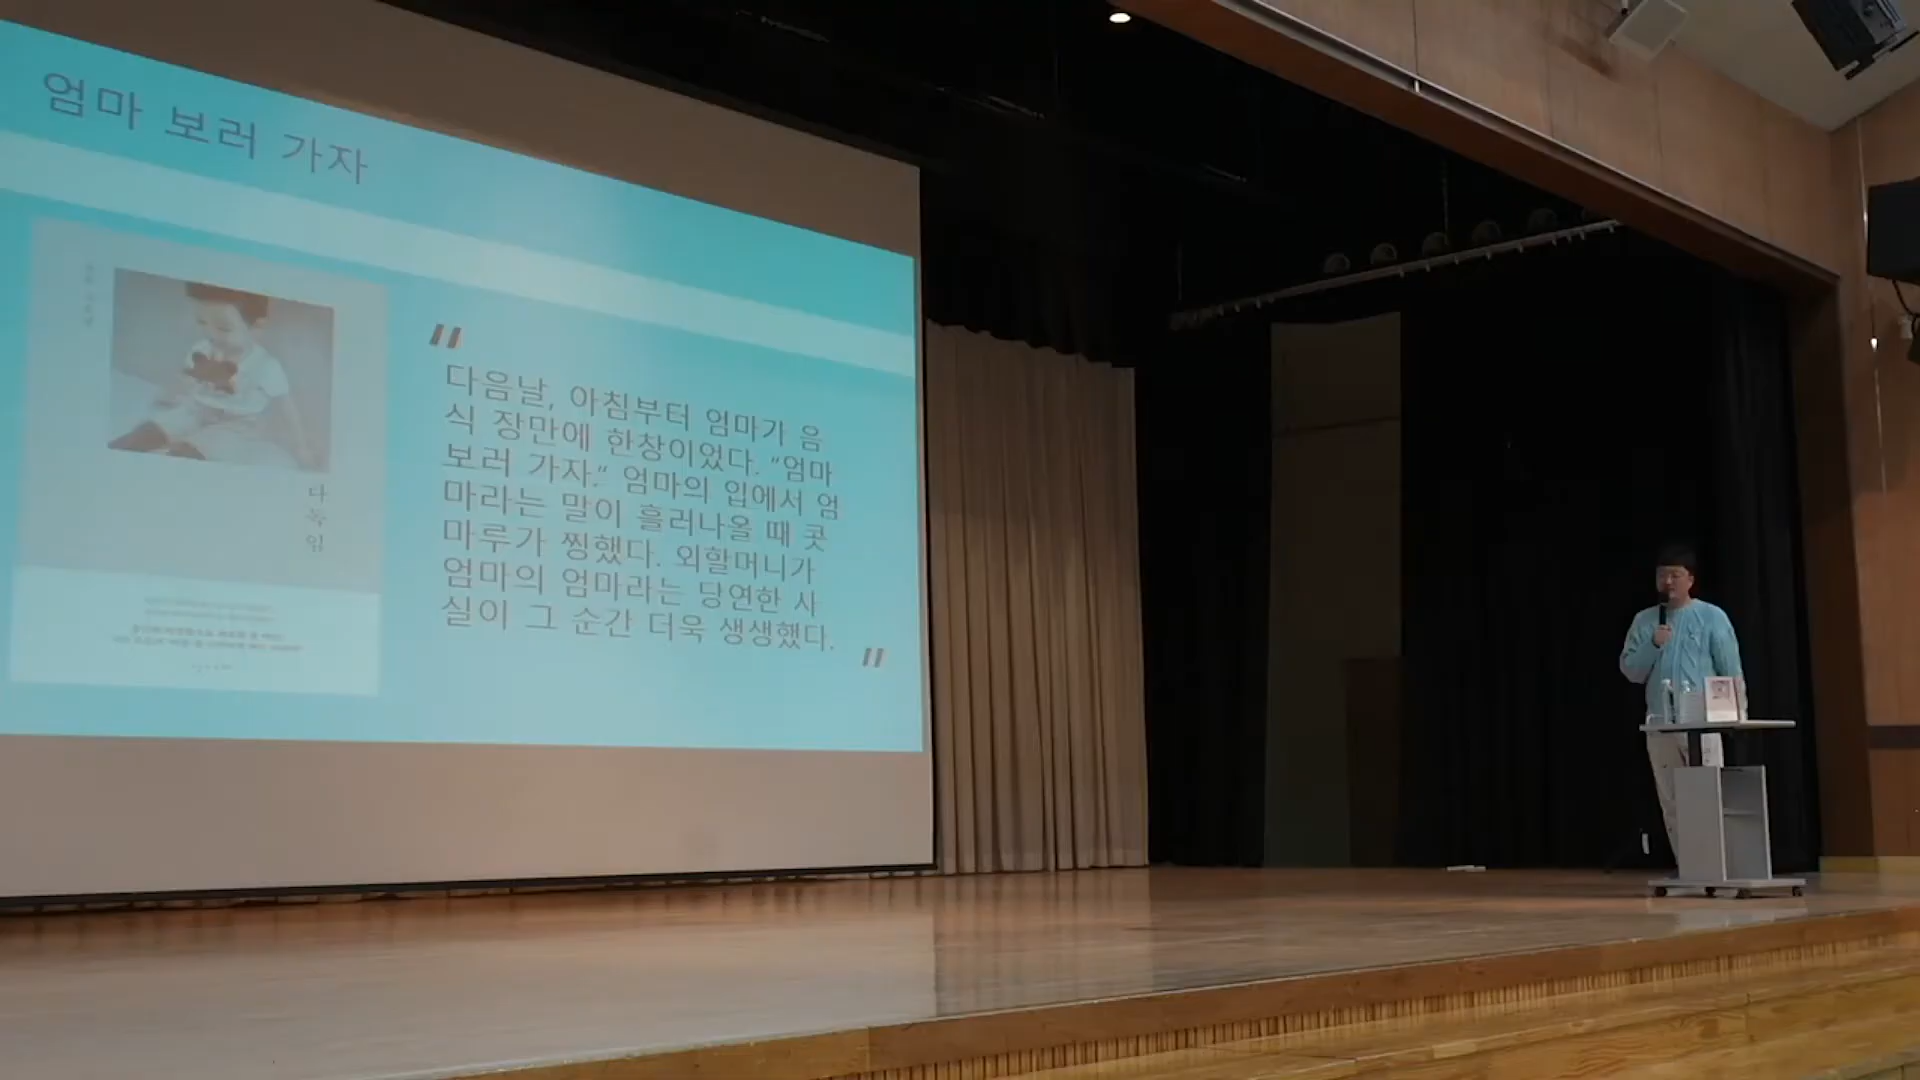 엄마 보러 가자
다독임
"
다음날, 아침부터 엄마가 음
식 장만에 한창이었다. "엄마
보러 가자." 엄마의 입에서 엄
마라는 말이 흘러나올 때 콧
마루가 찡했다. 외할머니가
엄마의 엄마라는 당연한 사
실이 그 순간 더욱 생생했다.
"